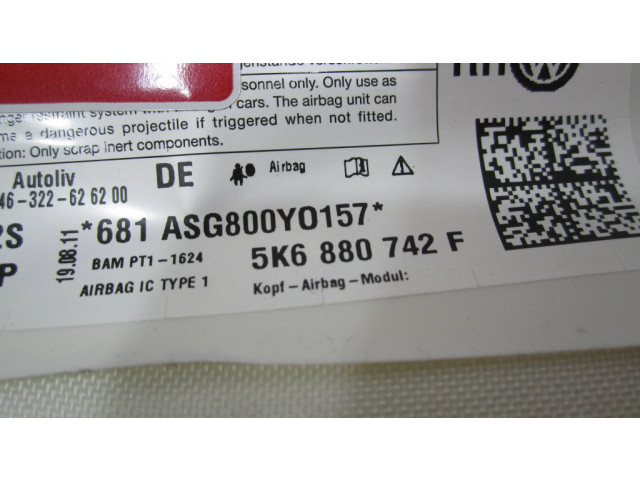 sonnel only. Only use as
cars. The airbag unit can
a dangerous projectile if triggered when not fitted.
Only scrap inert components.
Autoliv
46-322-62 62 00
DE
Airbag
RH
2S
P
19.08.11
*681 ASG800YO157*
BAM PT1-1624
AIRBAG IC TYPE 1
5K6 880 742 F
Kopf-Airbag-Modul: